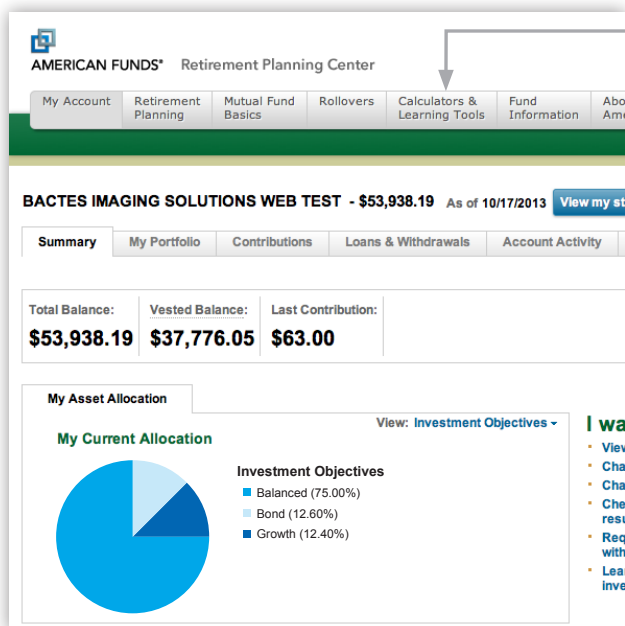 AMERICAN FUNDS® Retirement Planning Center
My Account Retirement Planning Mutual Fund Basics Rollovers Calculators & Learning Tools Fund Information
BACTES IMAGING SOLUTIONS WEB TEST - $53,938.19 As of 10/17/2013 View my
Summary My Portfolio Contributions Loans & Withdrawals Account Activity
Total Balance: Vested Balance: Last Contribution:
$53,938.19 $37,776.05 $63.00
My Asset Allocation
View: Investment Objectives
My Current Allocation
Investment Objectives
Balanced (75.00%)
Bond (12.60%)
Growth (12.40%)
I